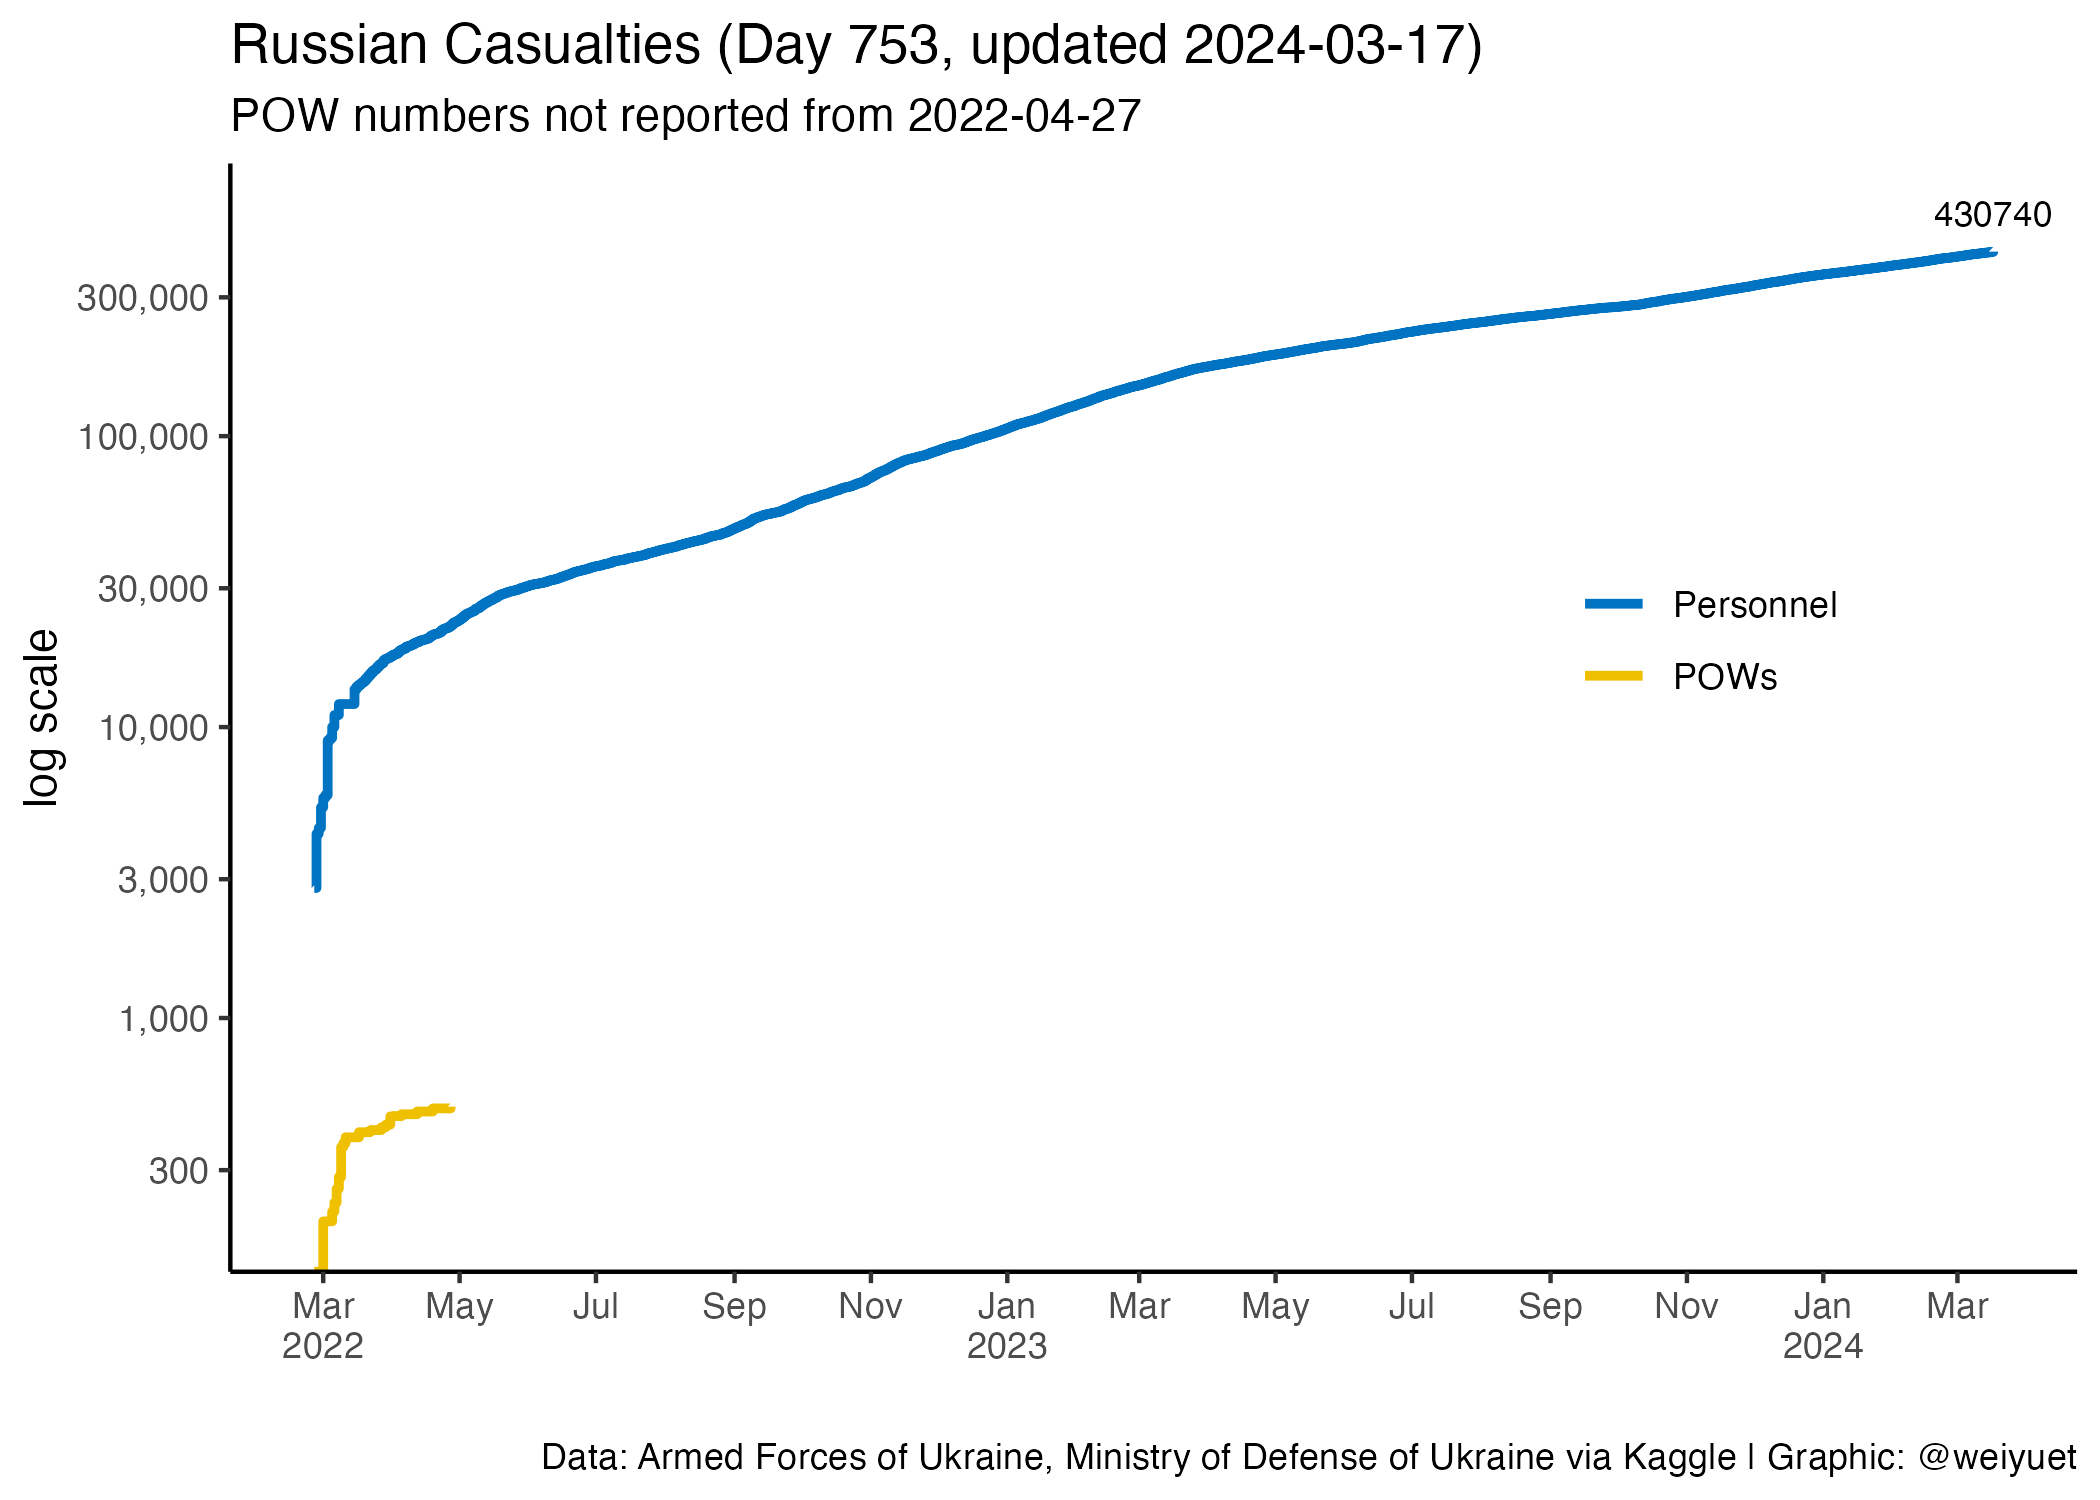 Russian Casualties (Day 753, updated 2024-03-17)
POW numbers not reported from 2022-04-27
430740
300,000
100,000
30,000
10,000
3,000
1,000
300
log scale
Personnel
POWs
Mar May Jul Sep Nov Jan Mar May Jul Sep Nov Jan Mar
2022 2023 2024
Data: Armed Forces of Ukraine, Ministry of Defense of Ukraine via Kaggle | Graphic: @weiyuet